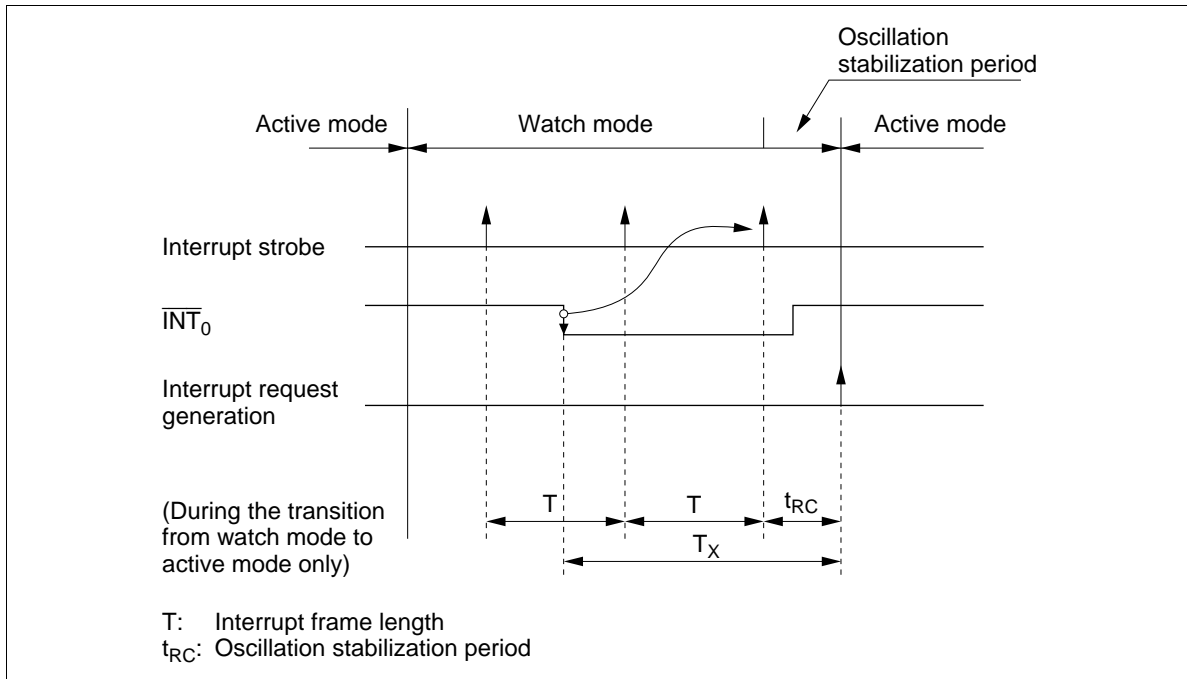 Oscillation
stabilization period
Active mode
Watch mode
Active mode
Interrupt strobe
I̅N̅T̅₀
Interrupt request
generation
(During the transition
from watch mode to
active mode only)
T
T
tRC
TX
T: Interrupt frame length
tRC: Oscillation stabilization period